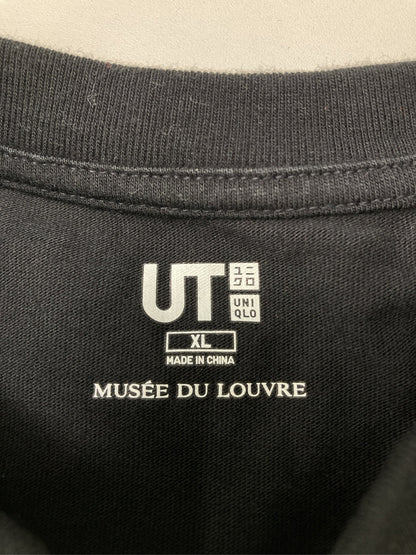 UT
ユニ
クロ
UNI
QLO
XL
MADE IN CHINA
MUSÉE DU LOUVRE